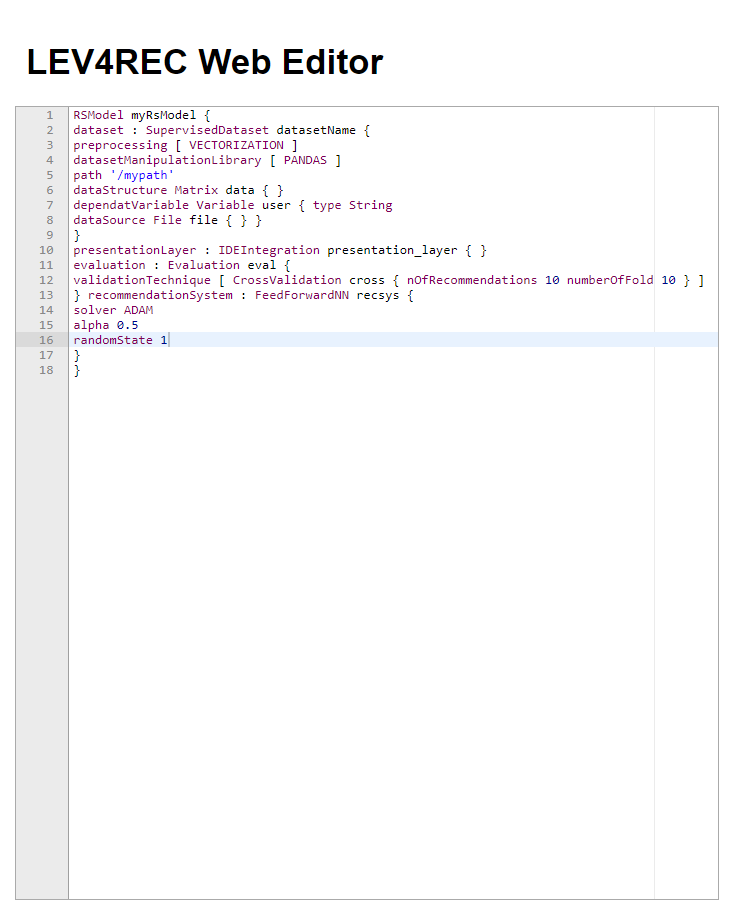 LEV4REC Web Editor
1 RSModel myRsModel {
2 dataset : SupervisedDataset datasetName {
3 preprocessing [ VECTORIZATION ]
4 datasetManipulationLibrary [ PANDAS ]
5 path '/mypath'
6 dataStructure Matrix data { }
7 dependatVariable Variable user { type String
8 dataSource File file { } }
9 }
10 presentationLayer : IDEIntegration presentation_layer { }
11 evaluation : Evaluation eval {
12 validationTechnique [ CrossValidation cross { nOfRecommendations 10 numberOfFold 10 } ]
13 } recommendationSystem : FeedForwardNN recsys {
14 solver ADAM
15 alpha 0.5
16 randomState 1
17 }
18 }